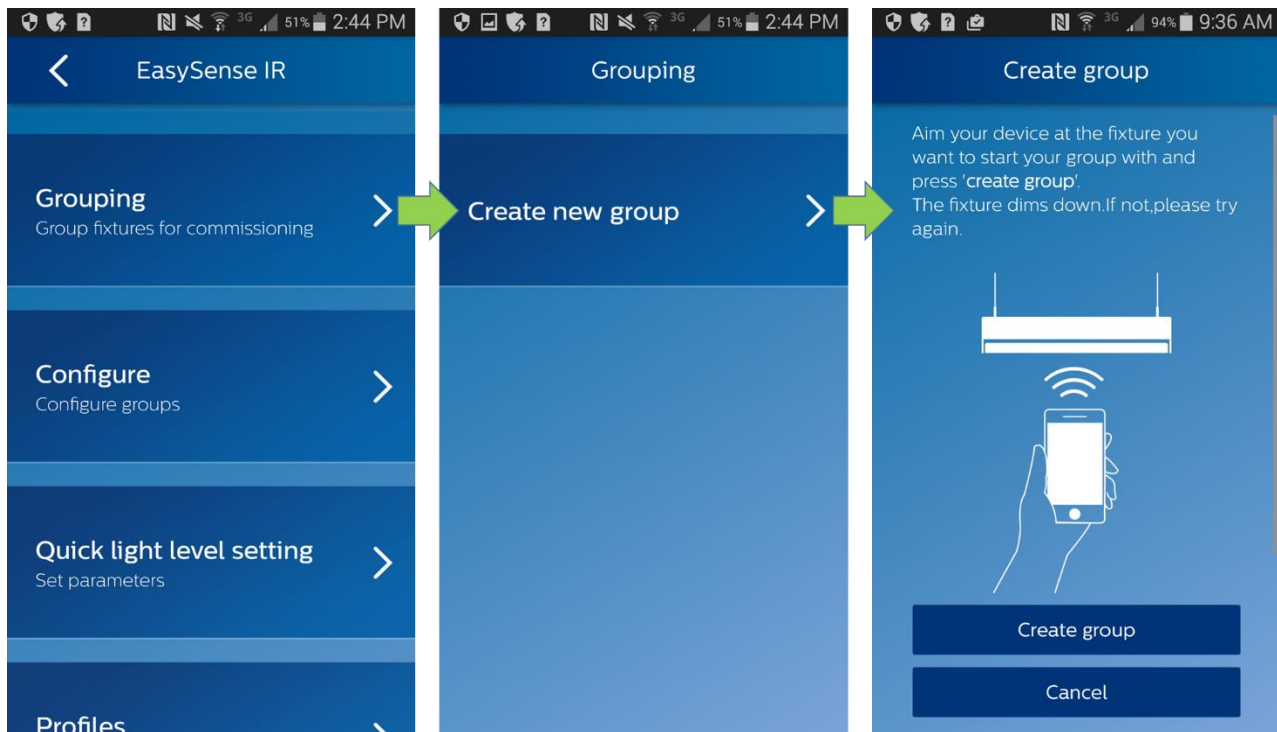 3G 51% 2:44 PM
EasySense IR
Grouping
Group fixtures for commissioning
Configure
Configure groups
Quick light level setting
Set parameters
Profiles
3G 51% 2:44 PM
Grouping
Create new group
3G 94% 9:36 AM
Create group
Aim your device at the fixture you
want to start your group with and
press 'create group'.
The fixture dims down.If not,please try
again.
Create group
Cancel